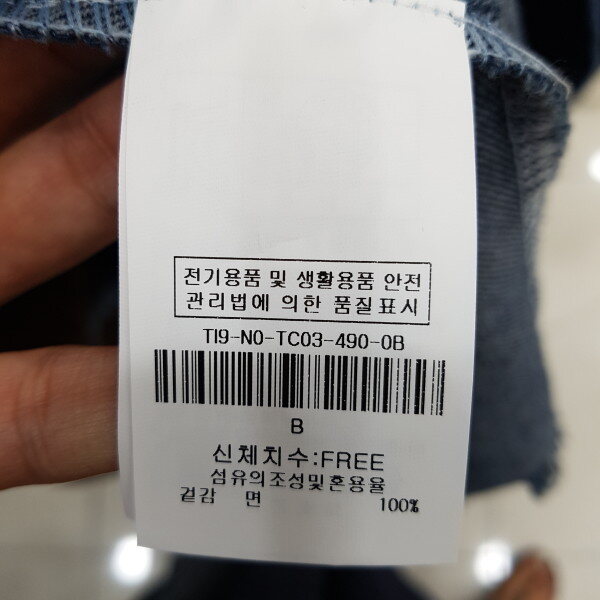 전기용품 및 생활용품 안전
관리법에 의한 품질표시
TI9-N0-TC03-490-0B
B
신체치수:FREE
섬유의조성및혼용율
겉감 면 100%